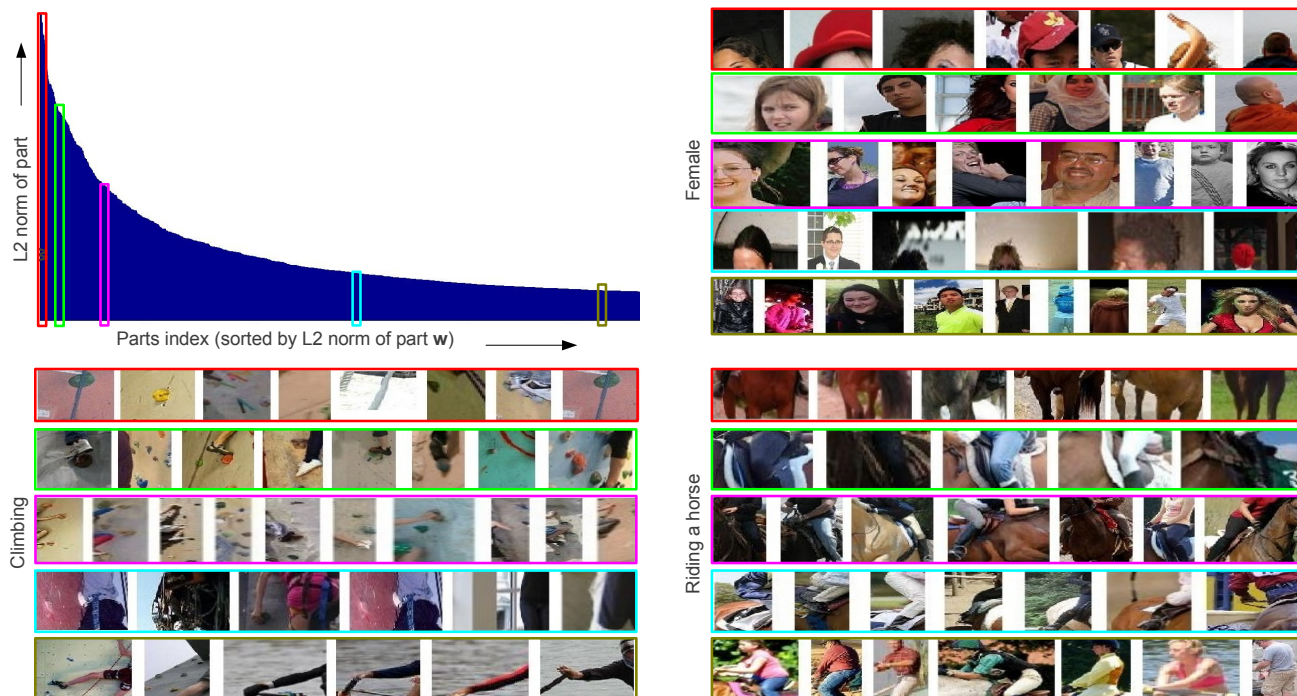 L2 norm of part
Parts index (sorted by L2 norm of part w)
Female
Climbing
Riding a horse